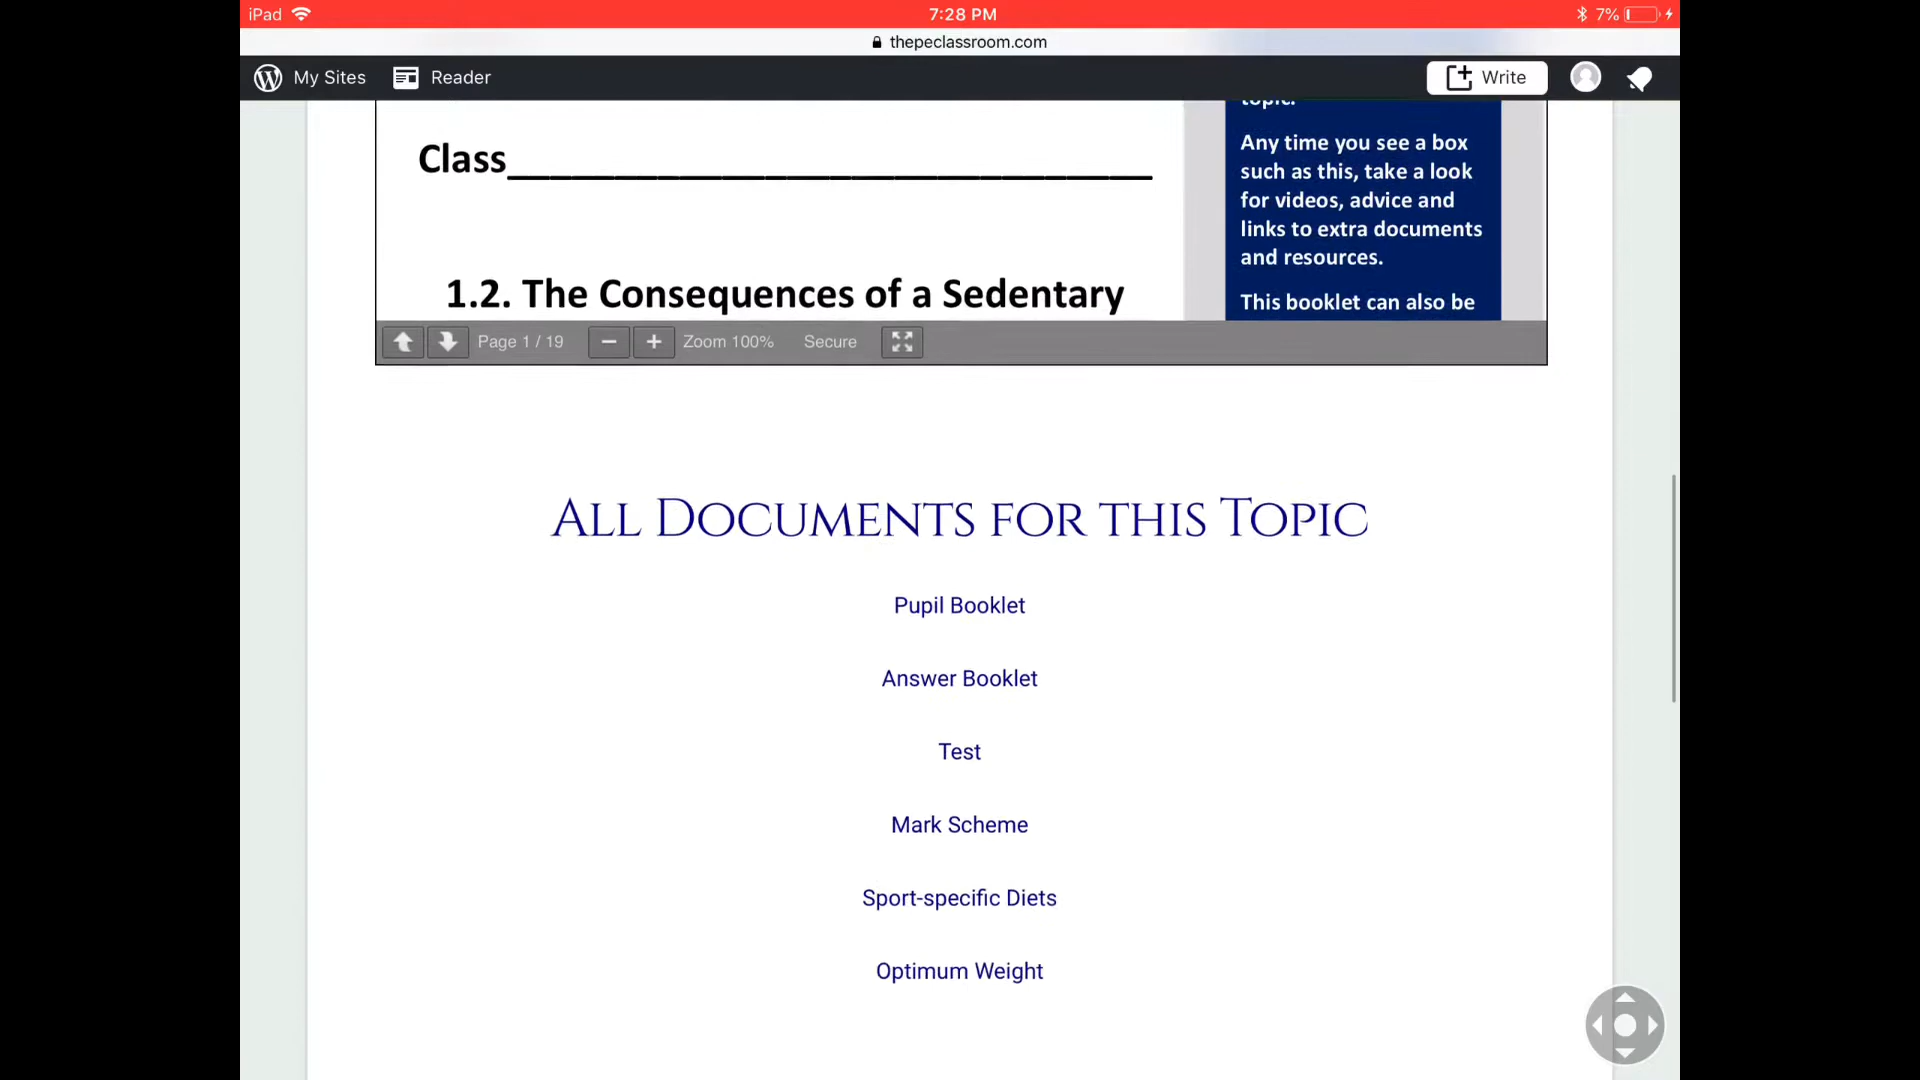 iPad
7:28 PM
7%
thepeclassroom.com
My Sites
Reader
Write
topic.
Any time you see a box
such as this, take a look
for videos, advice and
links to extra documents
and resources.
This booklet can also be
Class______________________________
1.2. The Consequences of a Sedentary
Page 1 / 19
Zoom 100%
Secure
All Documents for this Topic
Pupil Booklet
Answer Booklet
Test
Mark Scheme
Sport-specific Diets
Optimum Weight